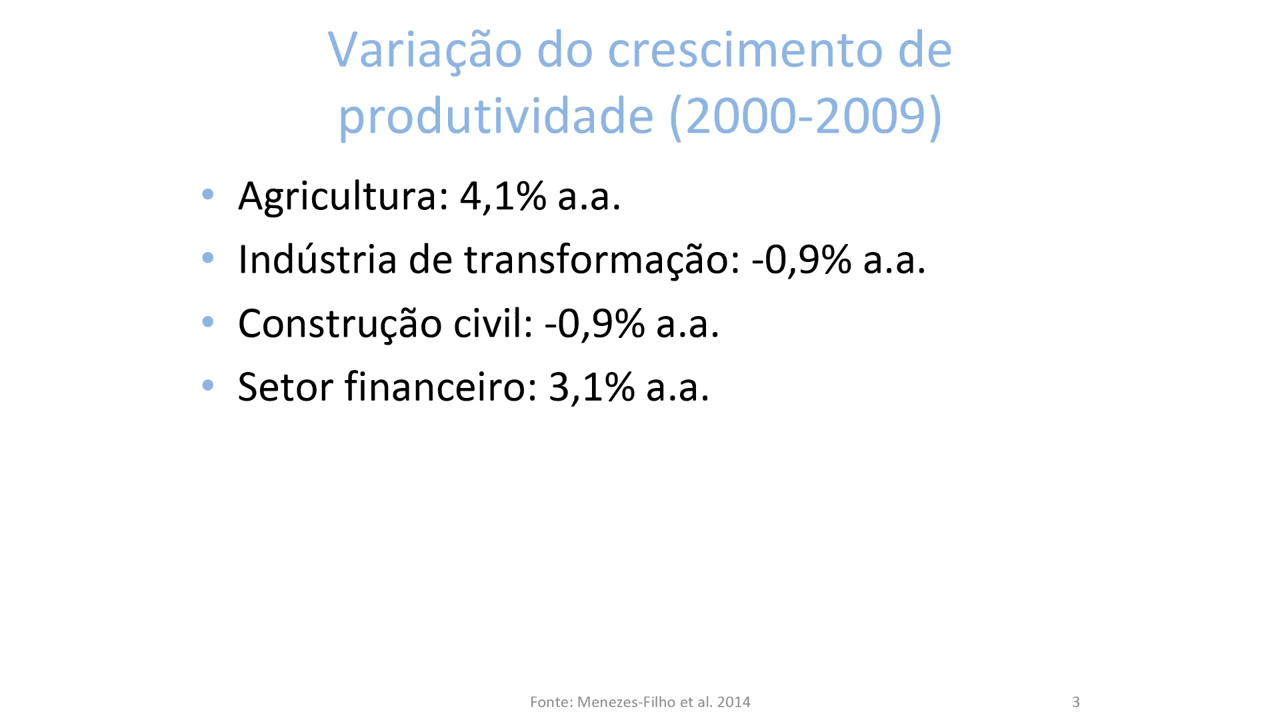 Variação do crescimento de
produtividade (2000-2009)
• Agricultura: 4,1% a.a.
• Indústria de transformação: -0,9% a.a.
• Construção civil: -0,9% a.a.
• Setor financeiro: 3,1% a.a.
Fonte: Menezes-Filho et al. 2014
3